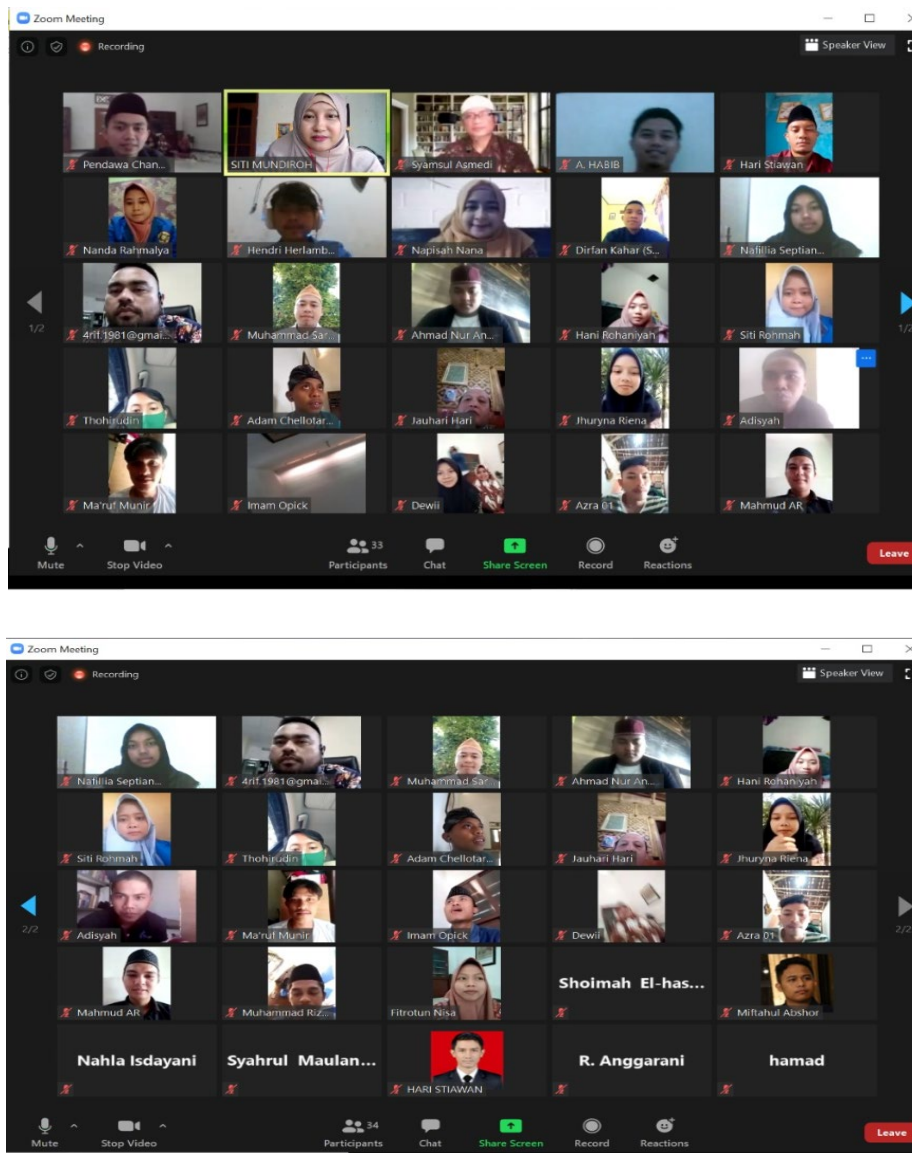 Zoom Meeting
Recording
Speaker View
Pendawa Chan...
SITI MUNDIROH
Syamsul Asmedi
A. HABIB
Hari Stiawan
Nanda Rahmalya
Hendri Herlamb...
Napisah Nana
Dirfan Kahar (S...
Nafillia Septian...
1/2
4rif.1981@gmai...
Muhammad Sar...
Ahmad Nur An...
Hani Rohaniyah
Siti Rohmah
1/2
Thohirudin
Adam Chellotar...
Jauhari Hari
Jhuryna Riena
Adisyah
Ma'ruf Munir
Imam Opick
Dewii
Azra 01
Mahmud AR
Mute
Stop Video
33
Participants
Chat
Share Screen
Record
Reactions
Leave
Zoom Meeting
Recording
Speaker View
Nafillia Septian...
4rif.1981@gmai...
Muhammad Sar...
Ahmad Nur An...
Hani Rohaniyah
Siti Rohmah
Thohirudin
Adam Chellotar...
Jauhari Hari
Jhuryna Riena
2/2
Adisyah
Ma'ruf Munir
Imam Opick
Dewii
Azra 01
2/2
Mahmud AR
Muhammad Riz...
Fitrotun Nisa
Shoimah El-has...
Miftahul Abshor
Nahla Isdayani
Syahrul Maulan...
HARI STIAWAN
R. Anggarani
hamad
Mute
Stop Video
34
Participants
Chat
Share Screen
Record
Reactions
Leave